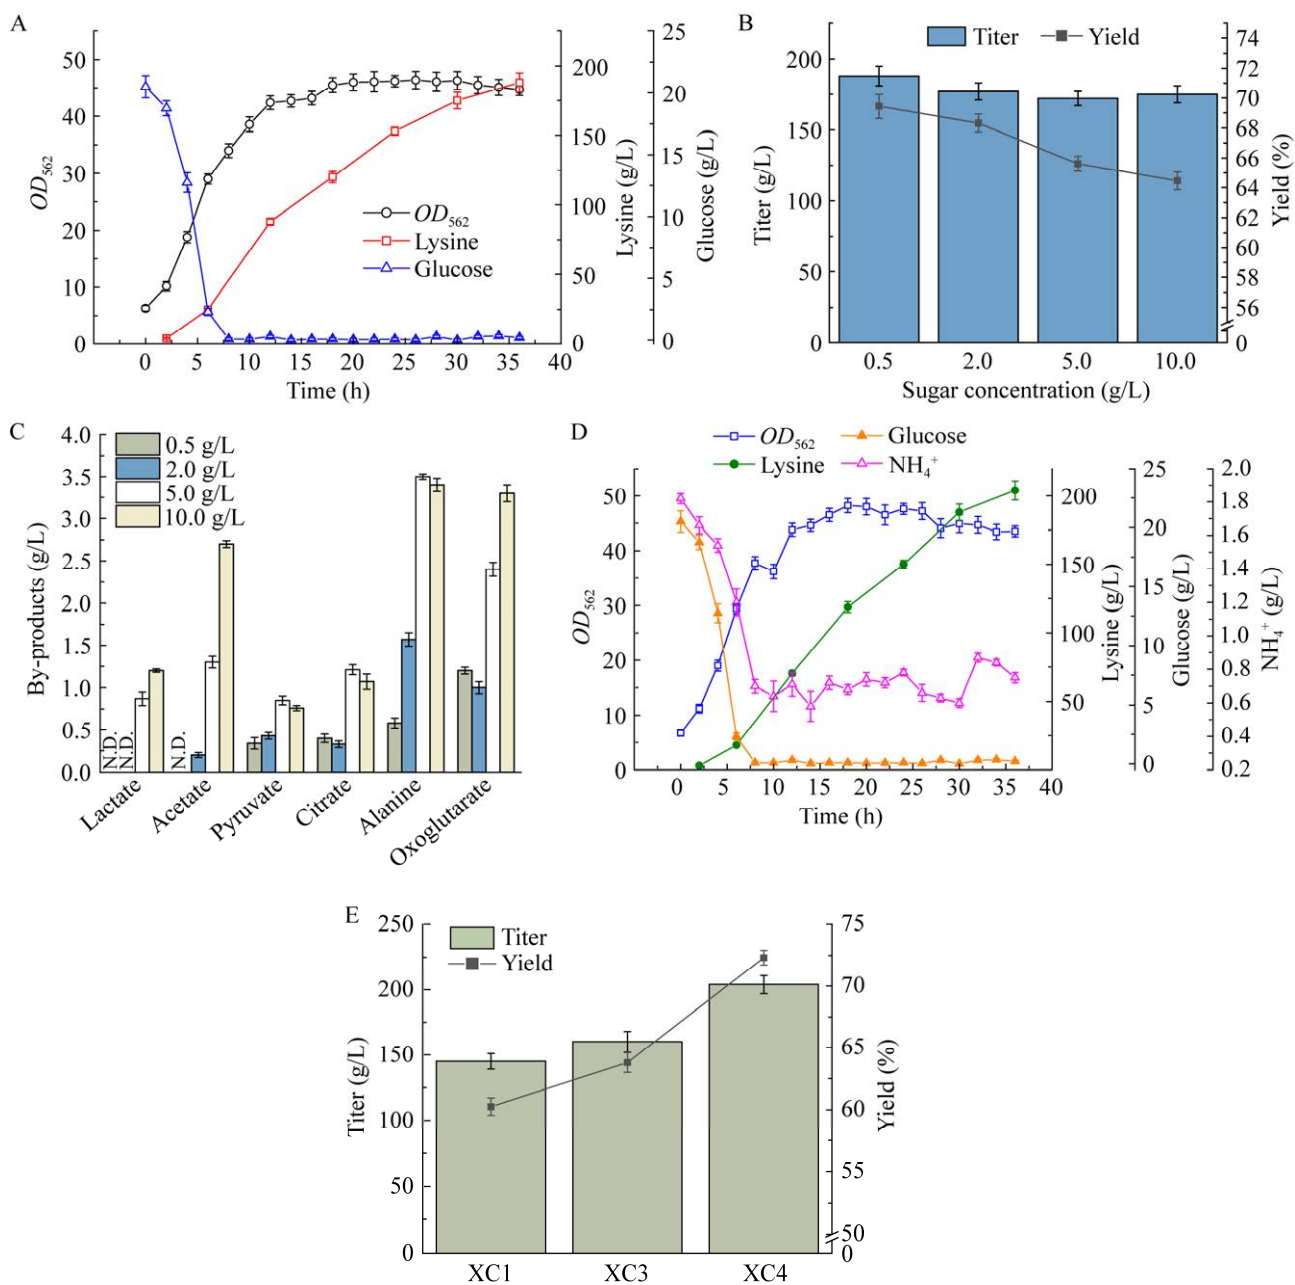 A
OD562
50
40
30
20
10
0
0 5 10 15 20 25 30 35 40
Time (h)
OD562
Lysine
Glucose
200
150
100
50
0
Lysine (g/L)
25
20
15
10
5
0
Glucose (g/L)
B
Titer Yield
200
150
100
50
0
Titer (g/L)
0.5 2.0 5.0 10.0
Sugar concentration (g/L)
74
72
70
68
66
64
62
60
58
56
0
Yield (%)
C
4.0
3.5
3.0
2.5
2.0
1.5
1.0
0.5
0.0
By-products (g/L)
0.5 g/L
2.0 g/L
5.0 g/L
10.0 g/L
N.D.
N.D.
N.D.
Lactate
Acetate
Pyruvate
Citrate
Alanine
Oxoglutarate
D
OD562 Glucose
Lysine NH4+
50
40
30
20
10
0
OD562
0 5 10 15 20 25 30 35 40
Time (h)
200
150
100
50
0
Lysine (g/L)
25
20
15
10
5
0
Glucose (g/L)
2.0
1.8
1.6
1.4
1.2
1.0
0.8
0.6
0.4
0.2
NH4+ (g/L)
E
Titer
Yield
250
200
150
100
50
0
Titer (g/L)
XC1 XC3 XC4
75
70
65
60
55
50
0
Yield (%)